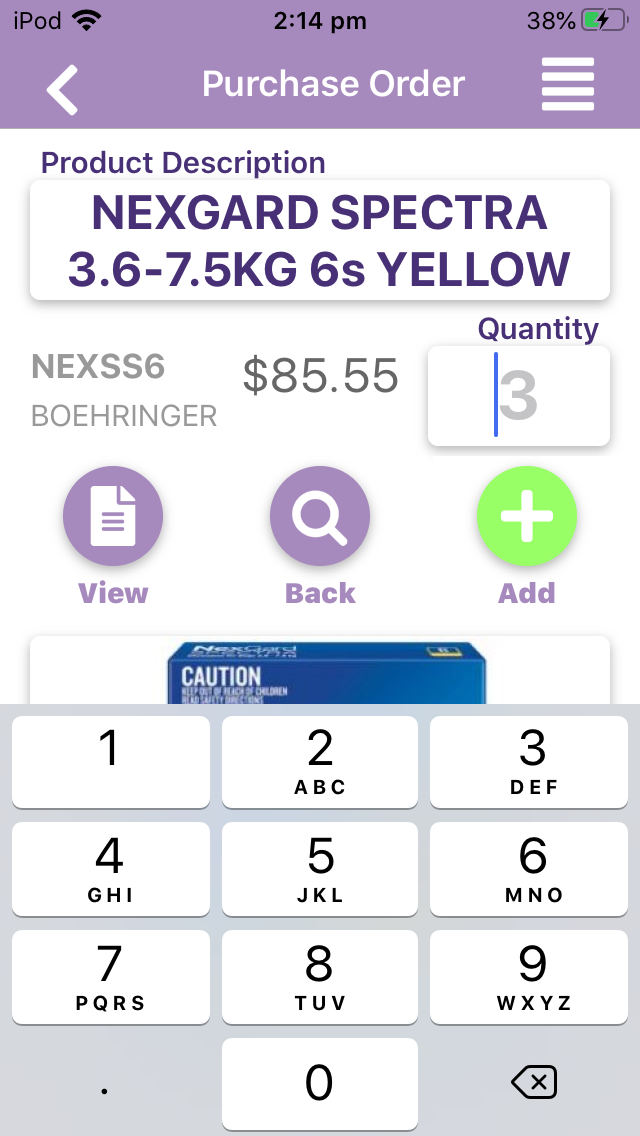 iPod 2:14 pm 38%
Purchase Order
Product Description
NEXGARD SPECTRA
3.6-7.5KG 6s YELLOW
Quantity
NEXSS6 $85.55 3
BOEHRINGER
View Back Add
NexGard
CAUTION
KEEP OUT OF REACH OF CHILDREN
READ SAFETY DIRECTIONS
1 2 3
ABC DEF
4 5 6
GHI JKL MNO
7 8 9
PQRS TUV WXYZ
. 0